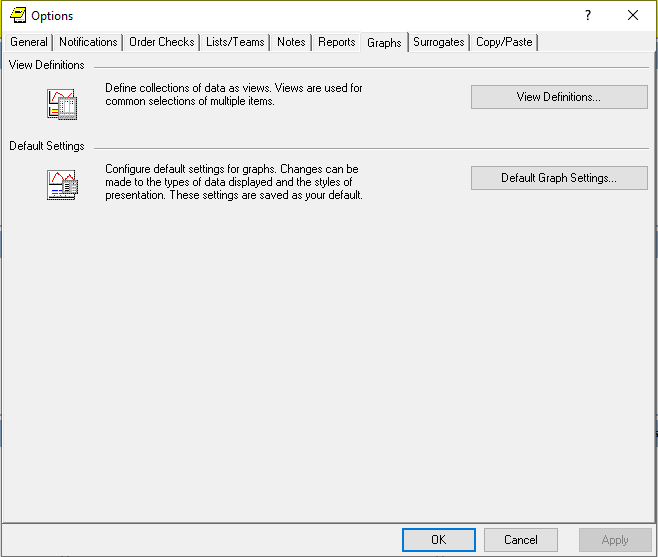 Options
?
General Notifications Order Checks Lists/Teams Notes Reports Graphs Surrogates Copy/Paste
View Definitions
Define collections of data as views. Views are used for
common selections of multiple items.
View Definitions...
Default Settings
Configure default settings for graphs. Changes can be
made to the types of data displayed and the styles of
presentation. These settings are saved as your default.
Default Graph Settings...
OK Cancel Apply